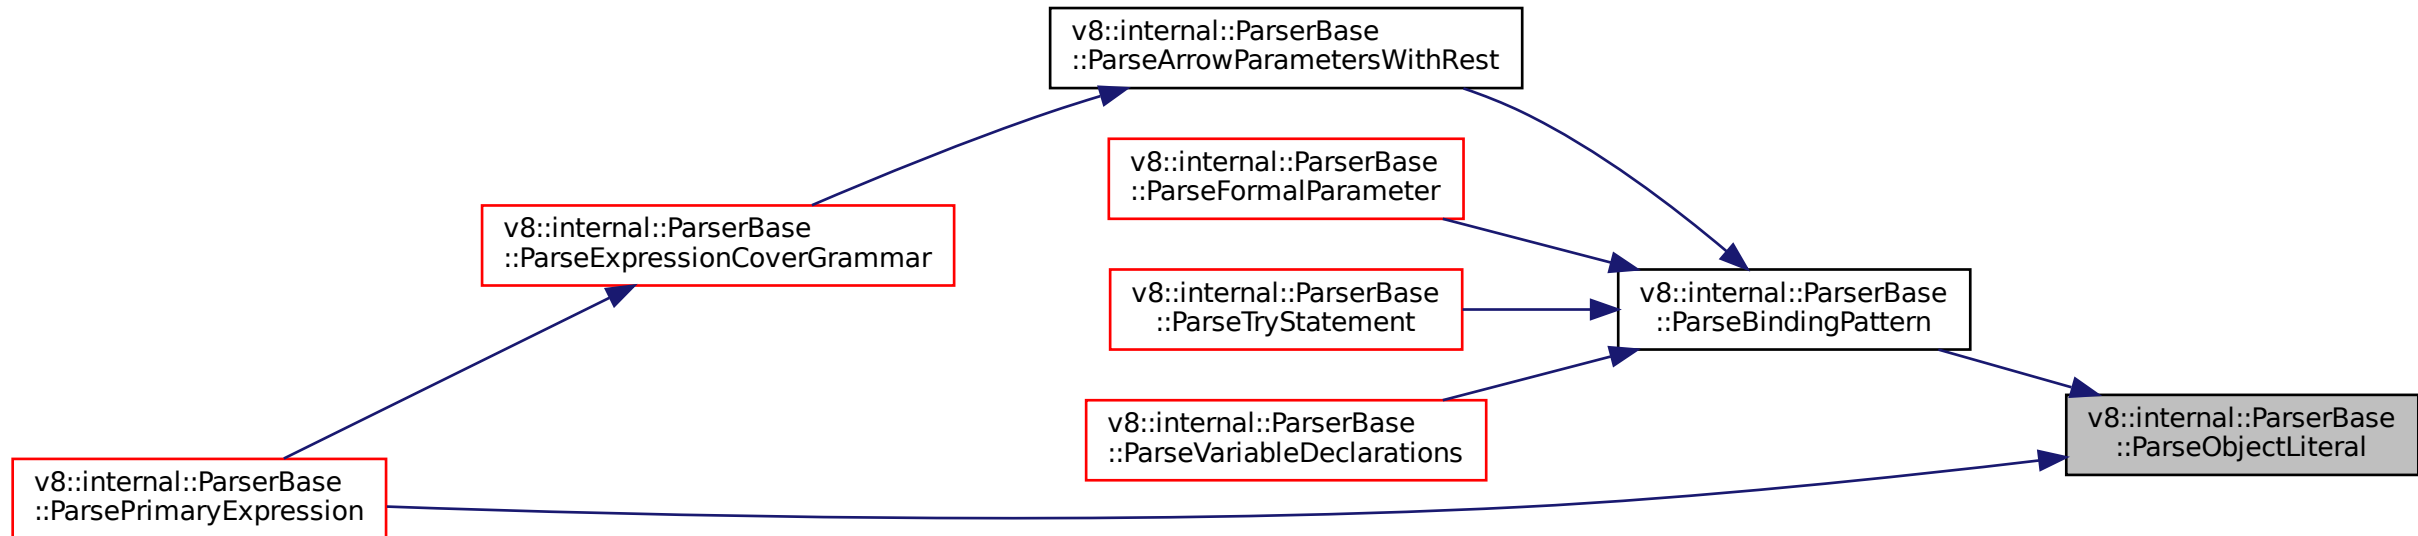 v8::internal::ParserBase
::ParseArrowParametersWithRest
v8::internal::ParserBase
::ParseFormalParameter
v8::internal::ParserBase
::ParseExpressionCoverGrammar
v8::internal::ParserBase
::ParseTryStatement
v8::internal::ParserBase
::ParseBindingPattern
v8::internal::ParserBase
::ParseVariableDeclarations
v8::internal::ParserBase
::ParseObjectLiteral
v8::internal::ParserBase
::ParsePrimaryExpression